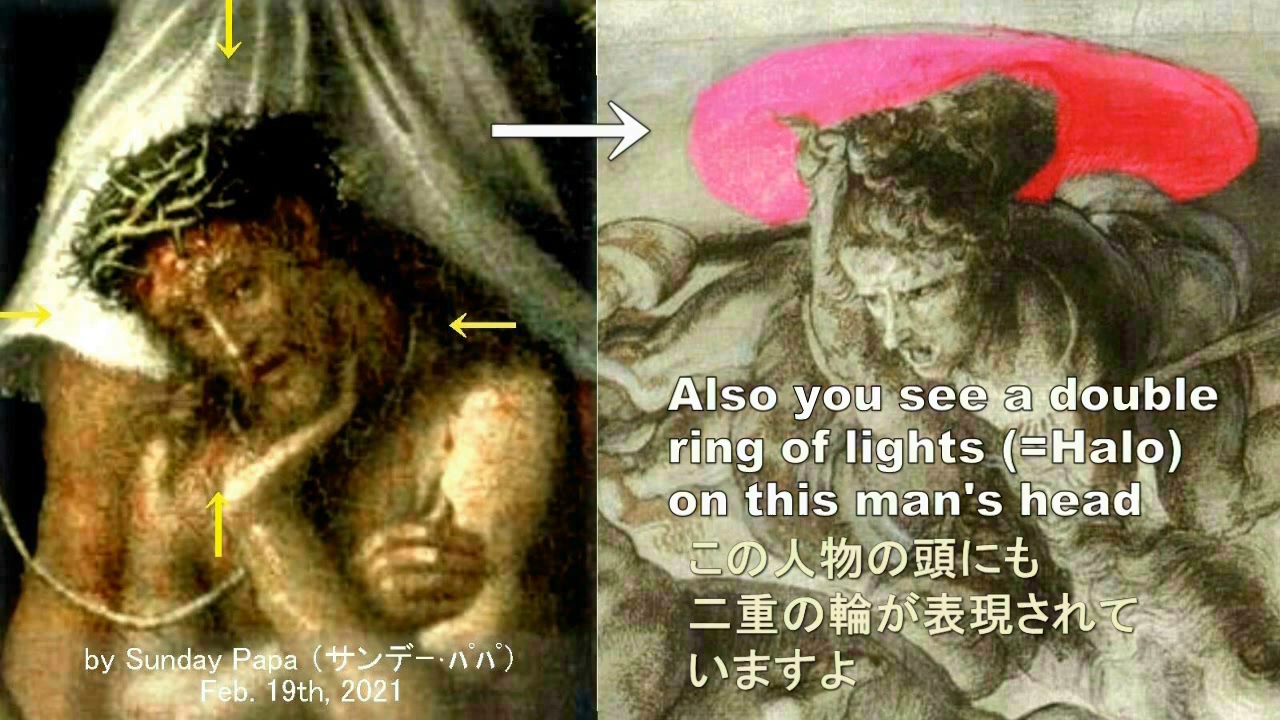 Also you see a double
ring of lights (=Halo)
on this man's head
この人物の頭にも
二重の輪が表現されて
いますよ
by Sunday Papa (サンデー・パパ)
Feb. 19th, 2021